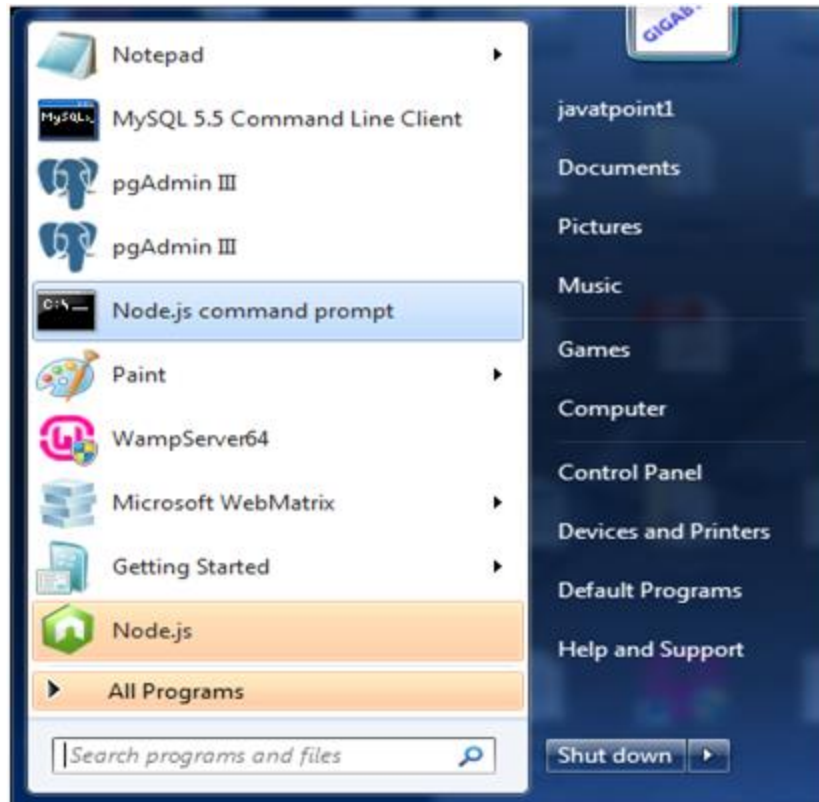 Notepad
MySQL 5.5 Command Line Client
pgAdmin III
pgAdmin III
Node.js command prompt
Paint
WampServer64
Microsoft WebMatrix
Getting Started
Node.js
All Programs
Search programs and files
javatpoint1
Documents
Pictures
Music
Games
Computer
Control Panel
Devices and Printers
Default Programs
Help and Support
Shut down